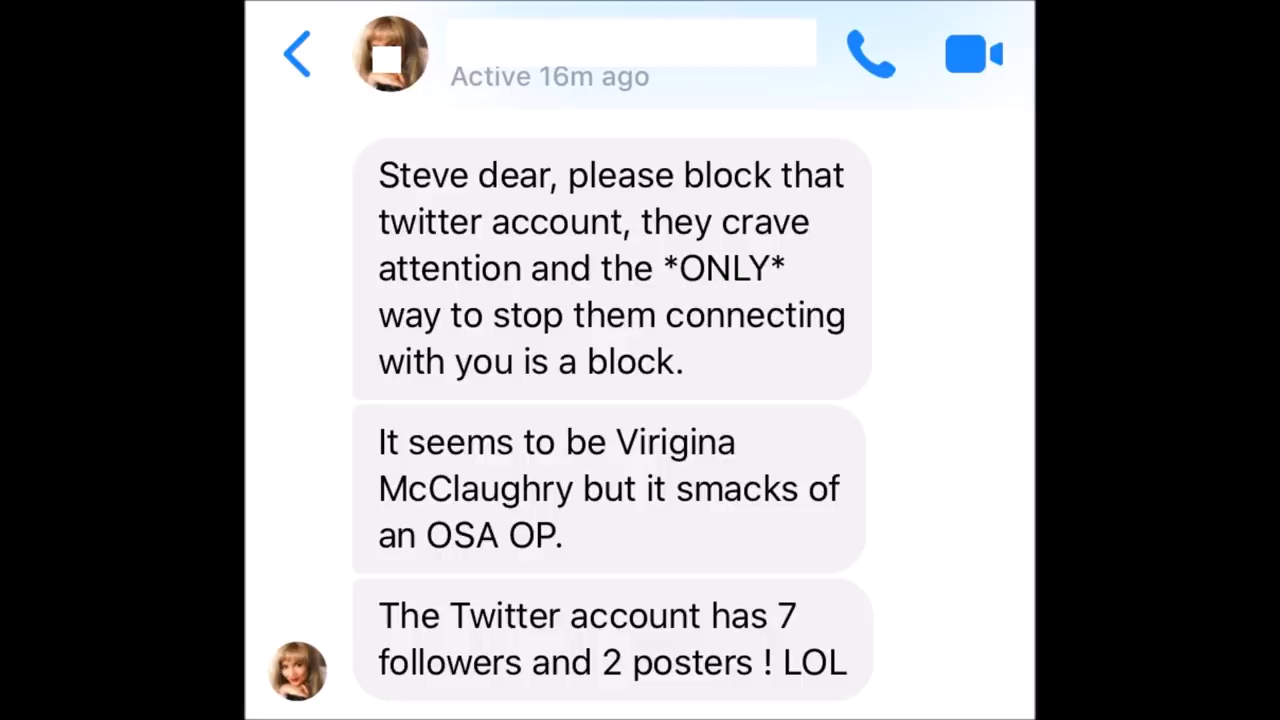 Active 16m ago
Steve dear, please block that
twitter account, they crave
attention and the *ONLY*
way to stop them connecting
with you is a block.
It seems to be Virigina
McClaughry but it smacks of
an OSA OP.
The Twitter account has 7
followers and 2 posters ! LOL